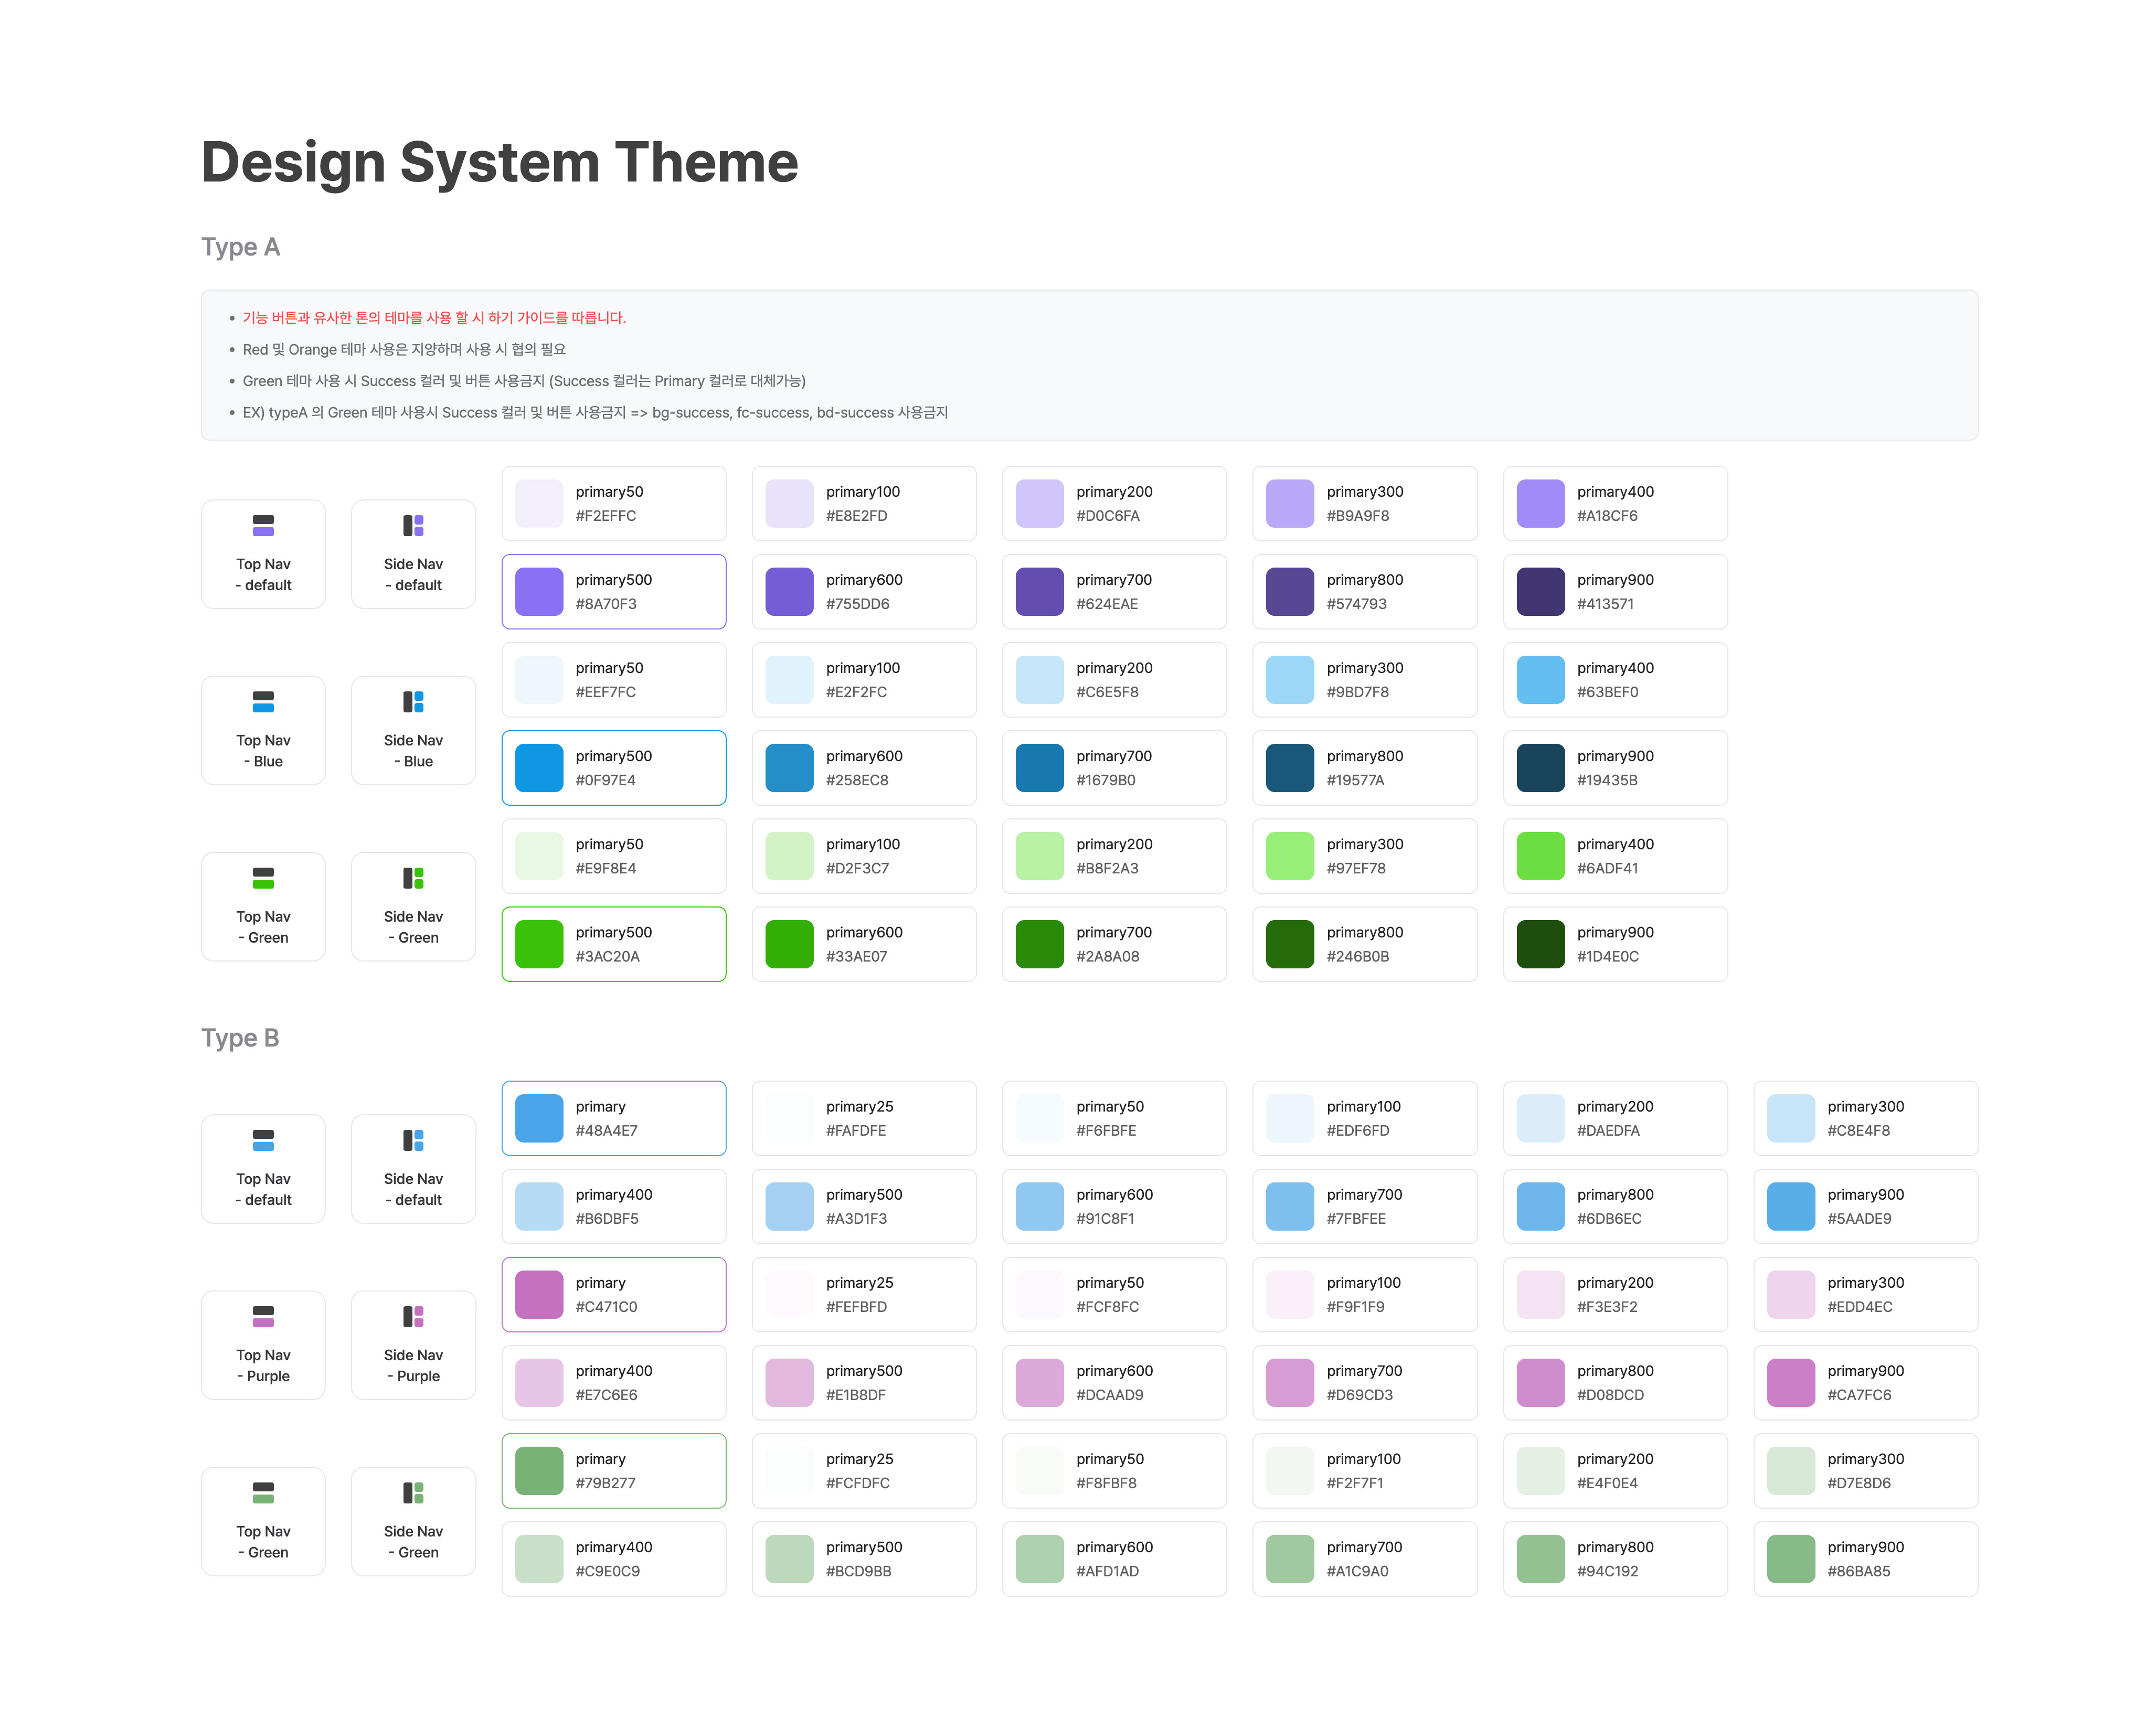 Design System Theme
Type A
• 기능 버튼과 유사한 톤의 테마를 사용 할 시 하기 가이드를 따릅니다.
• Red 및 Orange 테마 사용은 지양하며 사용 시 협의 필요
• Green 테마 사용 시 Success 컬러 및 버튼 사용금지 (Success 컬러는 Primary 컬러로 대체가능)
• EX) typeA 의 Green 테마 사용시 Success 컬러 및 버튼 사용금지 => bg-success, fc-success, bd-success 사용금지
Top Nav
- default
Side Nav
- default
primary50
#F2EFFC
primary100
#E8E2FD
primary200
#D0C6FA
primary300
#B9A9F8
primary400
#A18CF6
primary500
#8A70F3
primary600
#755DD6
primary700
#624EAE
primary800
#574793
primary900
#413571
Top Nav
- Blue
Side Nav
- Blue
primary50
#EEF7FC
primary100
#E2F2FC
primary200
#C6E5F8
primary300
#9BD7F8
primary400
#63BEF0
primary500
#0F97E4
primary600
#258EC8
primary700
#1679B0
primary800
#19577A
primary900
#19435B
Top Nav
- Green
Side Nav
- Green
primary50
#E9F8E4
primary100
#D2F3C7
primary200
#B8F2A3
primary300
#97EF78
primary400
#6ADF41
primary500
#3AC20A
primary600
#33AE07
primary700
#2A8A08
primary800
#246B0B
primary900
#1D4E0C
Type B
Top Nav
- default
Side Nav
- default
primary
#48A4E7
primary25
#FAFDFE
primary50
#F6FBFE
primary100
#EDF6FD
primary200
#DAEDFA
primary300
#C8E4F8
primary400
#B6DBF5
primary500
#A3D1F3
primary600
#91C8F1
primary700
#7FBFEE
primary800
#6DB6EC
primary900
#5AADE9
Top Nav
- Purple
Side Nav
- Purple
primary
#C471C0
primary25
#FEFBFD
primary50
#FCF8FC
primary100
#F9F1F9
primary200
#F3E3F2
primary300
#EDD4EC
primary400
#E7C6E6
primary500
#E1B8DF
primary600
#DCAAD9
primary700
#D69CD3
primary800
#D08DCD
primary900
#CA7FC6
Top Nav
- Green
Side Nav
- Green
primary
#79B277
primary25
#FCFDFC
primary50
#F8FBF8
primary100
#F2F7F1
primary200
#E4F0E4
primary300
#D7E8D6
primary400
#C9E0C9
primary500
#BCD9BB
primary600
#AFD1AD
primary700
#A1C9A0
primary800
#94C192
primary900
#86BA85